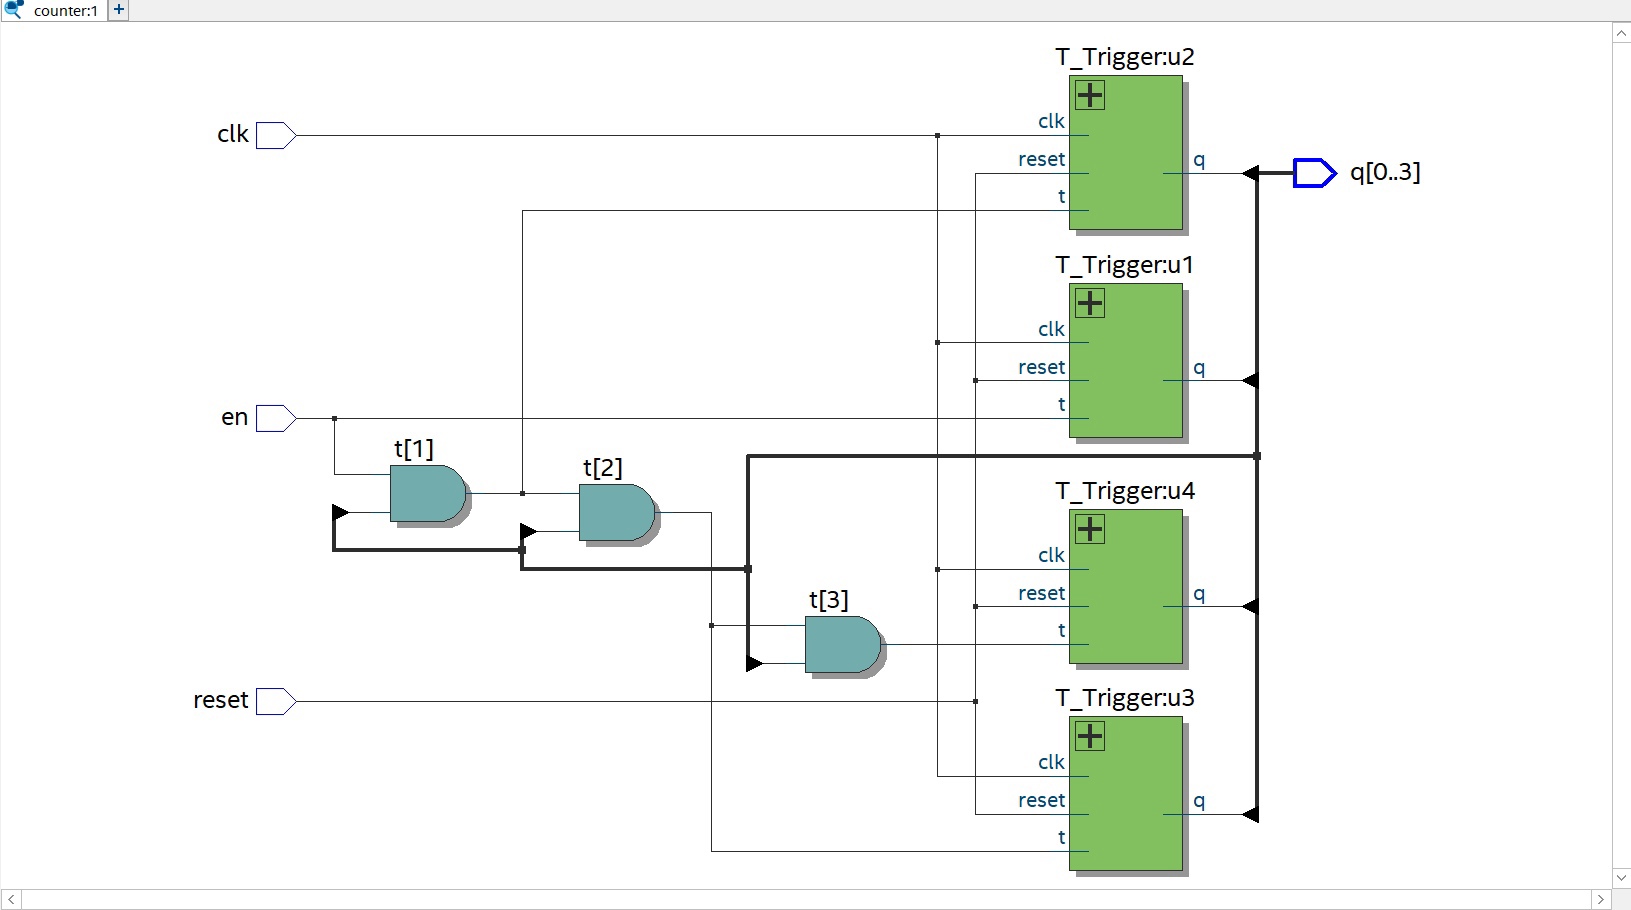 counter:1
T_Trigger:u2
clk
clk
reset
q
q[0..3]
t
T_Trigger:u1
clk
reset
q
t
en
t[1]
t[2]
T_Trigger:u4
clk
reset
q
t[3]
t
reset
T_Trigger:u3
clk
reset
q
t